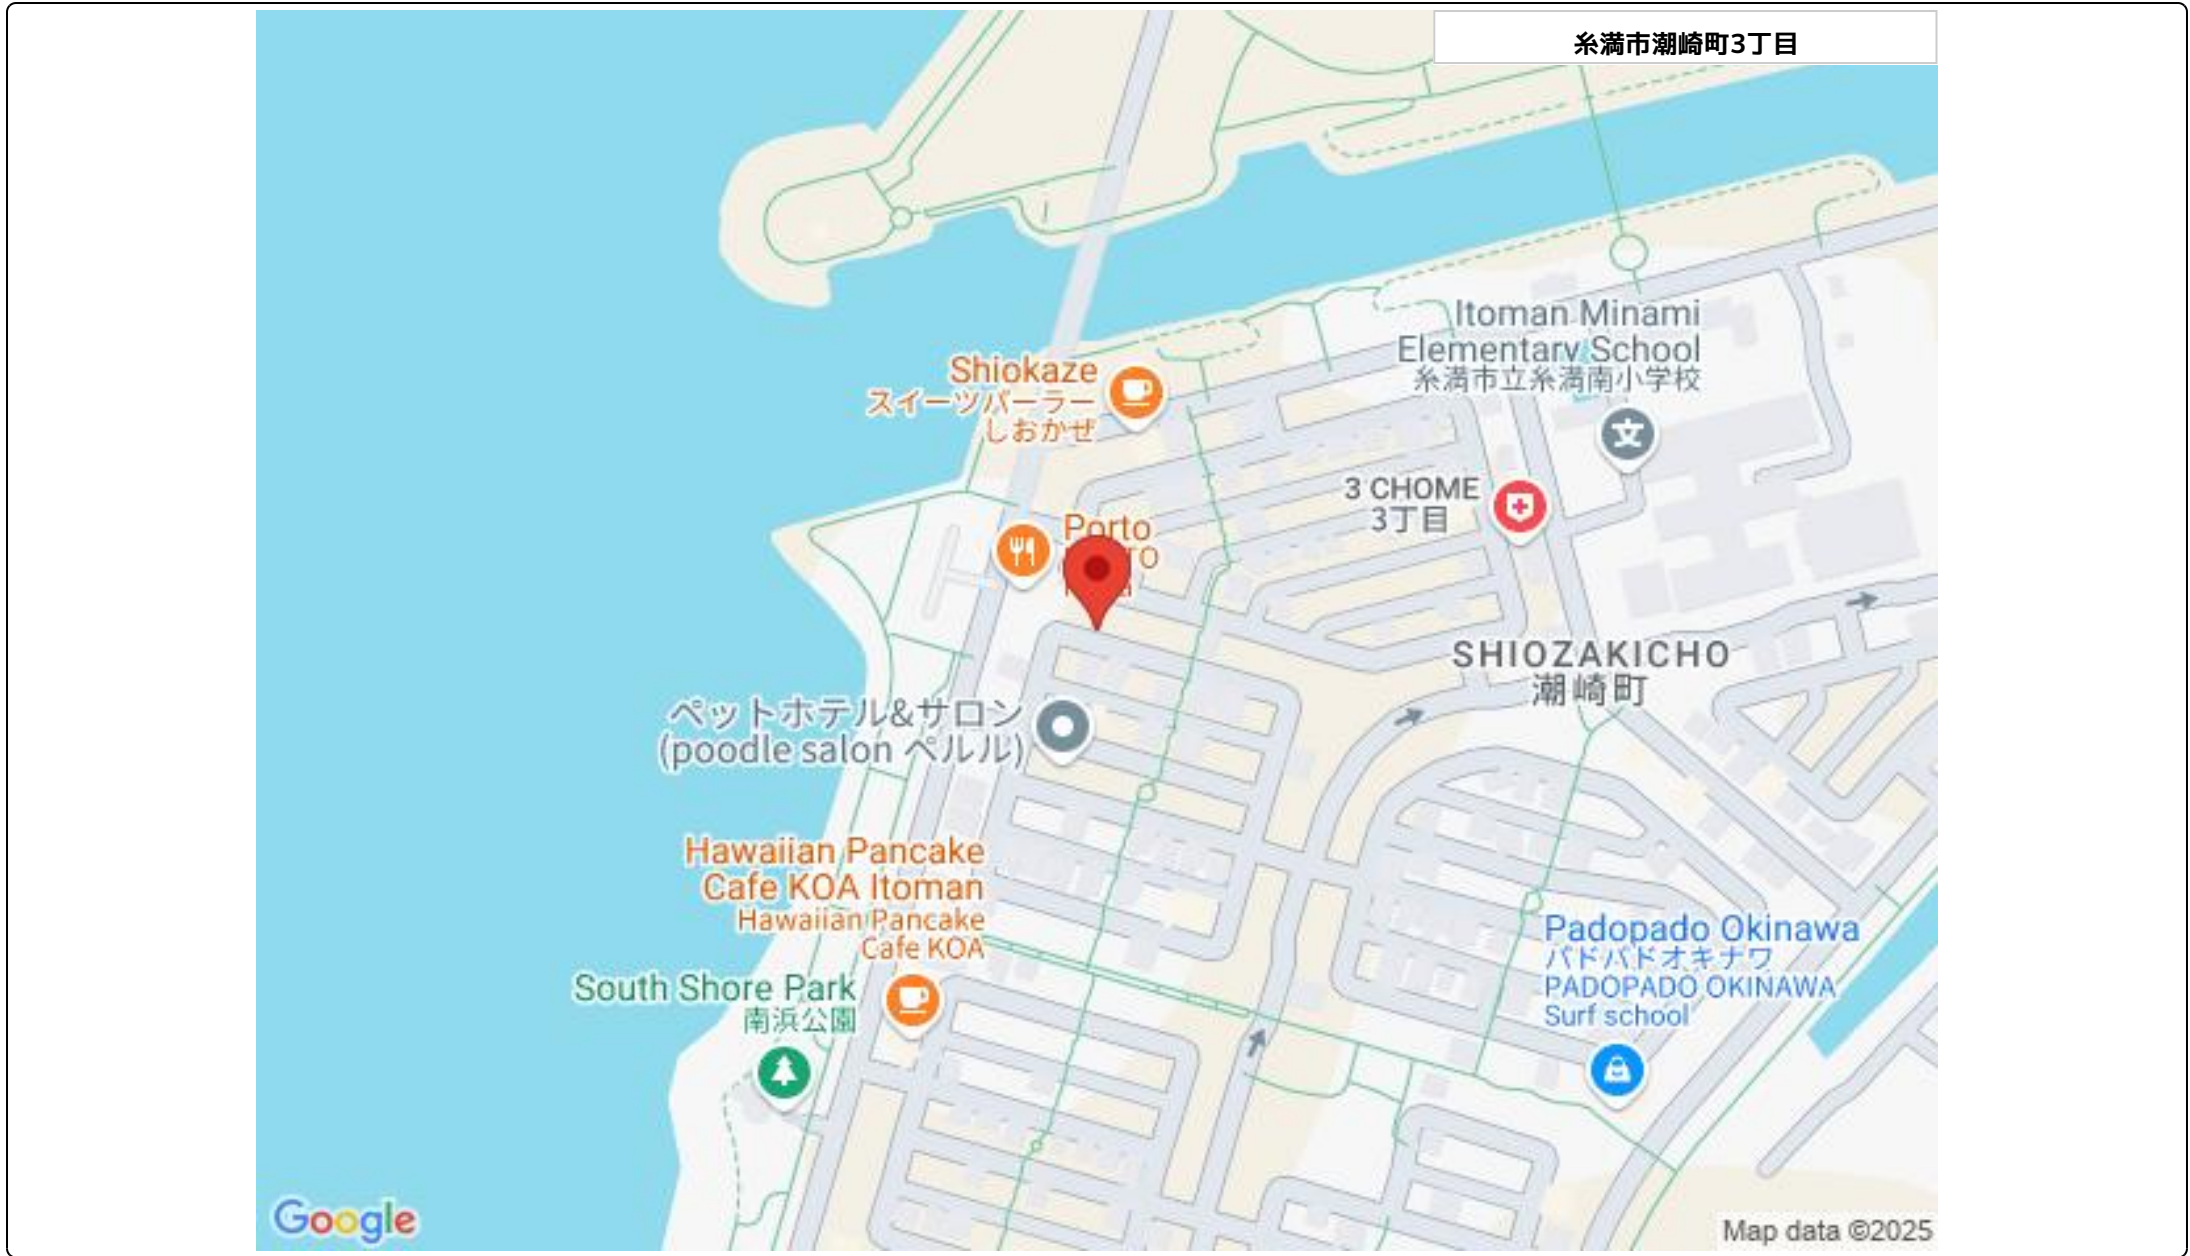 糸満市潮崎町3丁目
Itoman Minami
Elementary School
糸満市立糸満南小学校
Shiokaze
スイーツパーラー
しおかぜ
3 CHOME
3丁目
Porto
TO
SHIOZAKICHO
潮崎町
ペットホテル&サロン
(poodle salon ペルル)
Hawaiian Pancake
Cafe KOA Itoman
Hawaiian Pancake
Cafe KOA
South Shore Park
南浜公園
Padopado Okinawa
パドパドオキナワ
PADOPADO OKINAWA
Surf school
文
Google
Map data ©2025